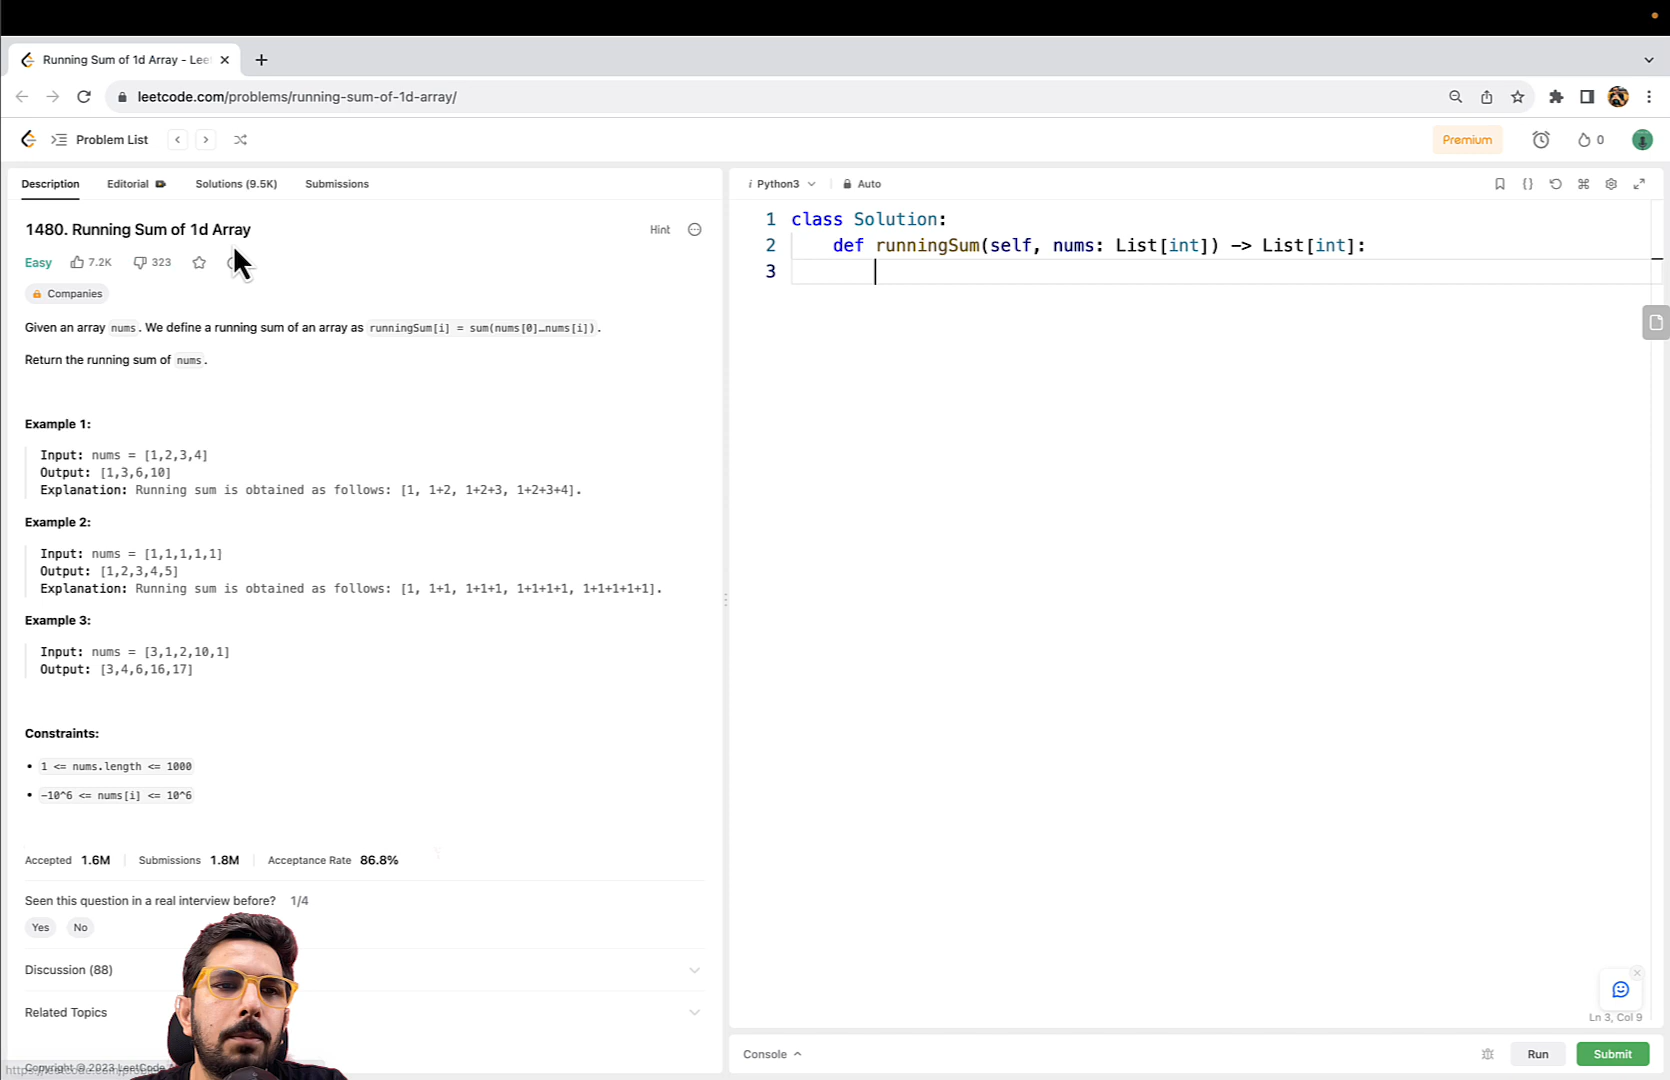 Running Sum of 1d Array - Lee
leetcode.com/problems/running-sum-of-1d-array/
Problem List
Premium
0
Description Editorial Solutions (9.5K) Submissions
1480. Running Sum of 1d Array
Hint
Easy 7.2K 323
Companies
Given an array nums. We define a running sum of an array as runningSum[i] = sum(nums[0]…nums[i]).
Return the running sum of nums.
Example 1:
Input: nums = [1,2,3,4]
Output: [1,3,6,10]
Explanation: Running sum is obtained as follows: [1, 1+2, 1+2+3, 1+2+3+4].
Example 2:
Input: nums = [1,1,1,1,1]
Output: [1,2,3,4,5]
Explanation: Running sum is obtained as follows: [1, 1+1, 1+1+1, 1+1+1+1, 1+1+1+1+1].
Example 3:
Input: nums = [3,1,2,10,1]
Output: [3,4,6,16,17]
Constraints:
• 1 <= nums.length <= 1000
• -10^6 <= nums[i] <= 10^6
Accepted 1.6M Submissions 1.8M Acceptance Rate 86.8%
Seen this question in a real interview before? 1/4
Yes No
Discussion (88)
Related Topics
Copyright © 2023 LeetCode
i Python3 Auto
1 class Solution:
2 def runningSum(self, nums: List[int]) -> List[int]:
3
Ln 3, Col 9
Console
Run
Submit